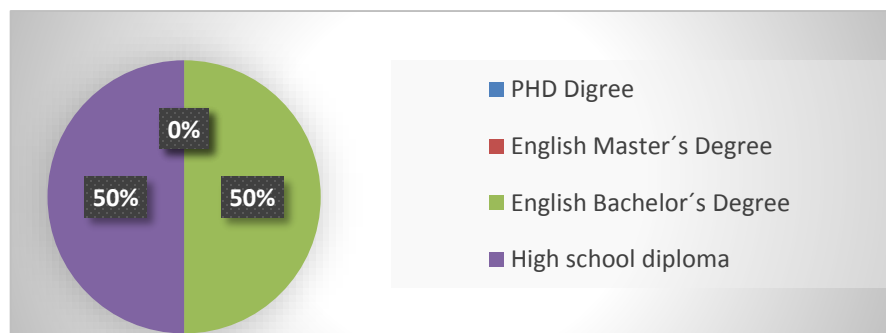 0%
50%
50%
PHD Digree
English Master´s Degree
English Bachelor´s Degree
High school diploma